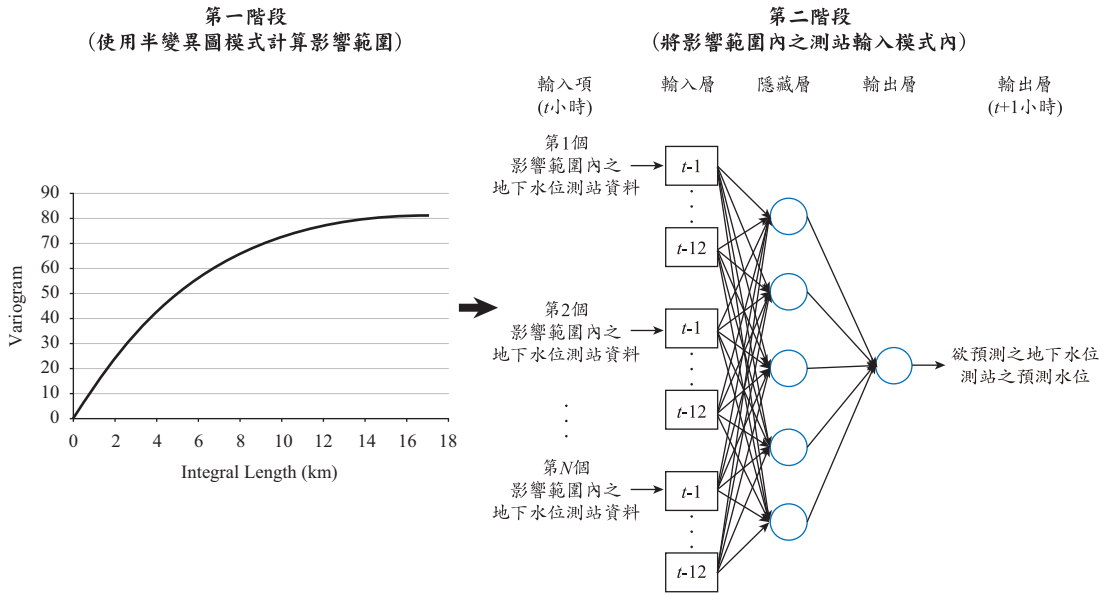 第一階段
(使用半變異圖模式計算影響範圍)
90
80
70
60
50
40
30
20
10
0
Variogram
0 2 4 6 8 10 12 14 16 18
Integral Length (km)
第二階段
(將影響範圍內之測站輸入模式內)
輸入項
(t小時)
輸入層
隱藏層
輸出層
輸出層
(t+1小時)
第1個
影響範圍內之
地下水位測站資料
t-1
t-12
第2個
影響範圍內之
地下水位測站資料
t-1
t-12
第N個
影響範圍內之
地下水位測站資料
t-1
t-12
欲預測之地下水位
測站之預測水位